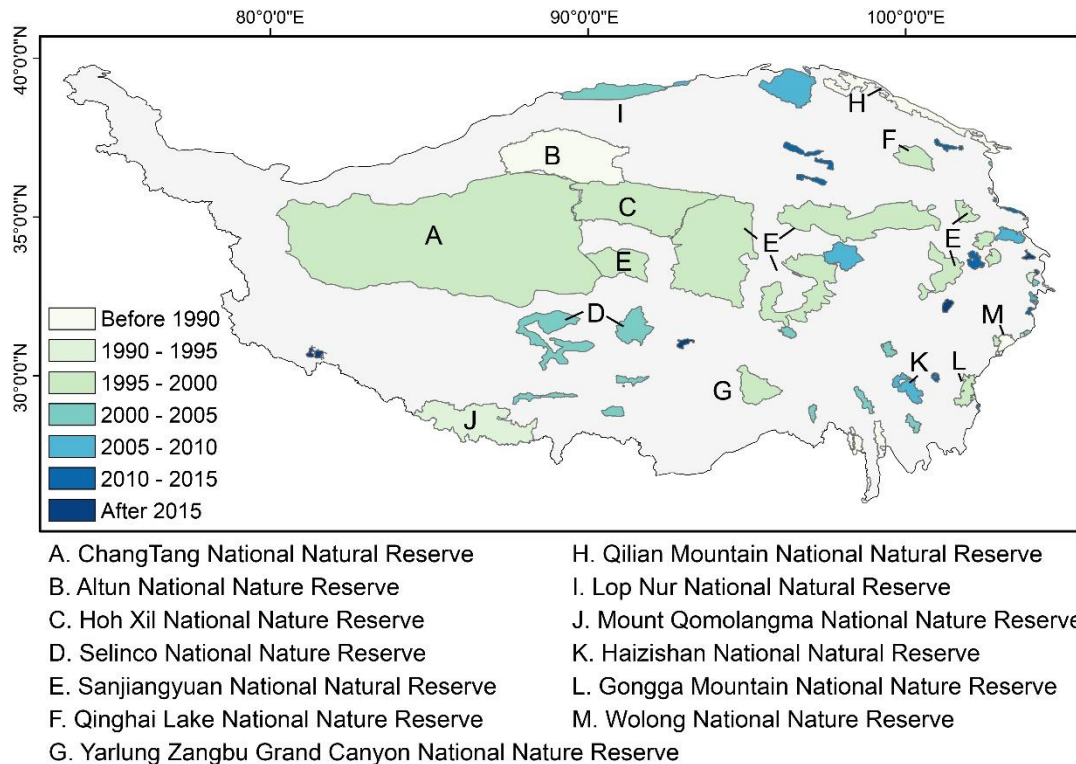 80°0'0"E 90°0'0"E 100°0'0"E
40°0'0"N
35°0'0"N
30°0'0"N
H
I
F
B
C
A
E
E
E
D
M
K
L
G
J
Before 1990
1990 - 1995
1995 - 2000
2000 - 2005
2005 - 2010
2010 - 2015
After 2015
A. ChangTang National Natural Reserve
B. Altun National Nature Reserve
C. Hoh Xil National Nature Reserve
D. Selinco National Nature Reserve
E. Sanjiangyuan National Natural Reserve
F. Qinghai Lake National Nature Reserve
G. Yarlung Zangbu Grand Canyon National Nature Reserve
H. Qilian Mountain National Natural Reserve
I. Lop Nur National Natural Reserve
J. Mount Qomolangma National Nature Reserve
K. Haizishan National Natural Reserve
L. Gongga Mountain National Nature Reserve
M. Wolong National Nature Reserve